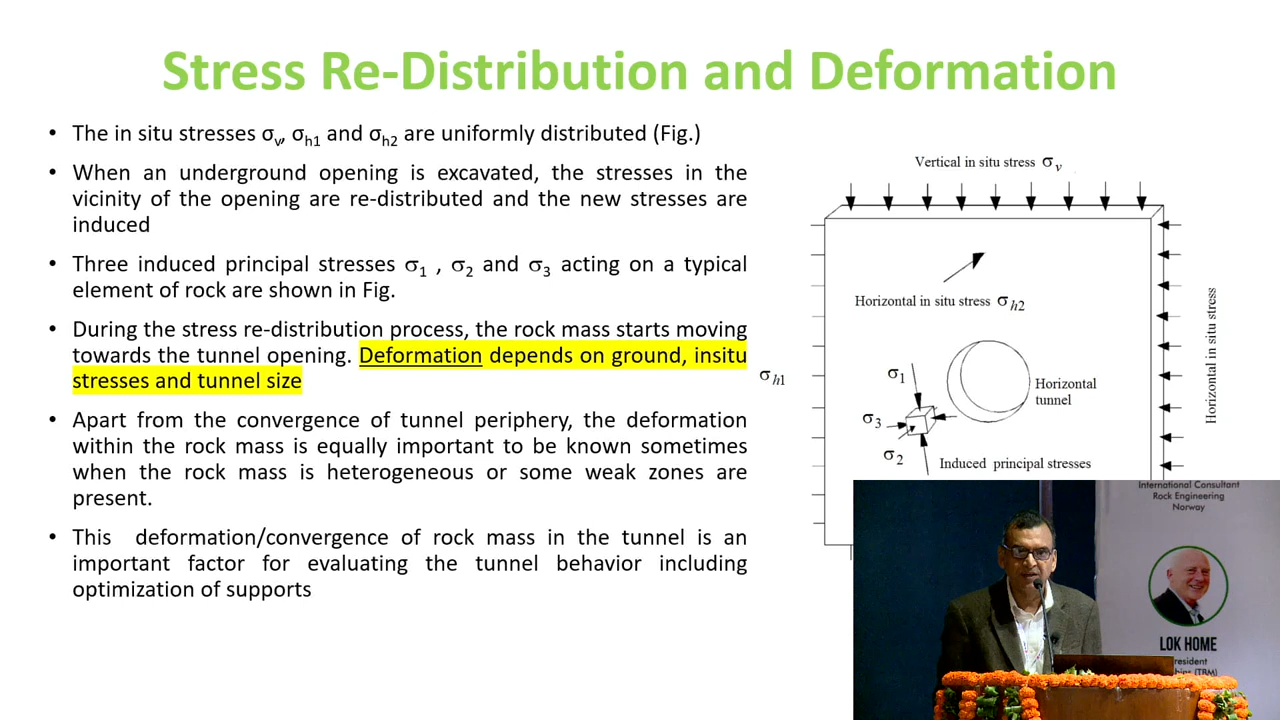 Stress Re-Distribution and Deformation
• The in situ stresses σv, σh1 and σh2 are uniformly distributed (Fig.)
• When an underground opening is excavated, the stresses in the
vicinity of the opening are re-distributed and the new stresses are
induced
• Three induced principal stresses σ1 , σ2 and σ3 acting on a typical
element of rock are shown in Fig.
• During the stress re-distribution process, the rock mass starts moving
towards the tunnel opening. Deformation depends on ground, insitu
stresses and tunnel size
• Apart from the convergence of tunnel periphery, the deformation
within the rock mass is equally important to be known sometimes
when the rock mass is heterogeneous or some weak zones are
present.
• This deformation/convergence of rock mass in the tunnel is an
important factor for evaluating the tunnel behavior including
optimization of supports
Vertical in situ stress σv
Horizontal in situ stress σh2
σh1
Horizontal in situ stress
σ1
σ3
σ2
Horizontal
tunnel
Induced principal stresses
International Consultant
Rock Engineering
Norway
LOK HOME
(TBM)